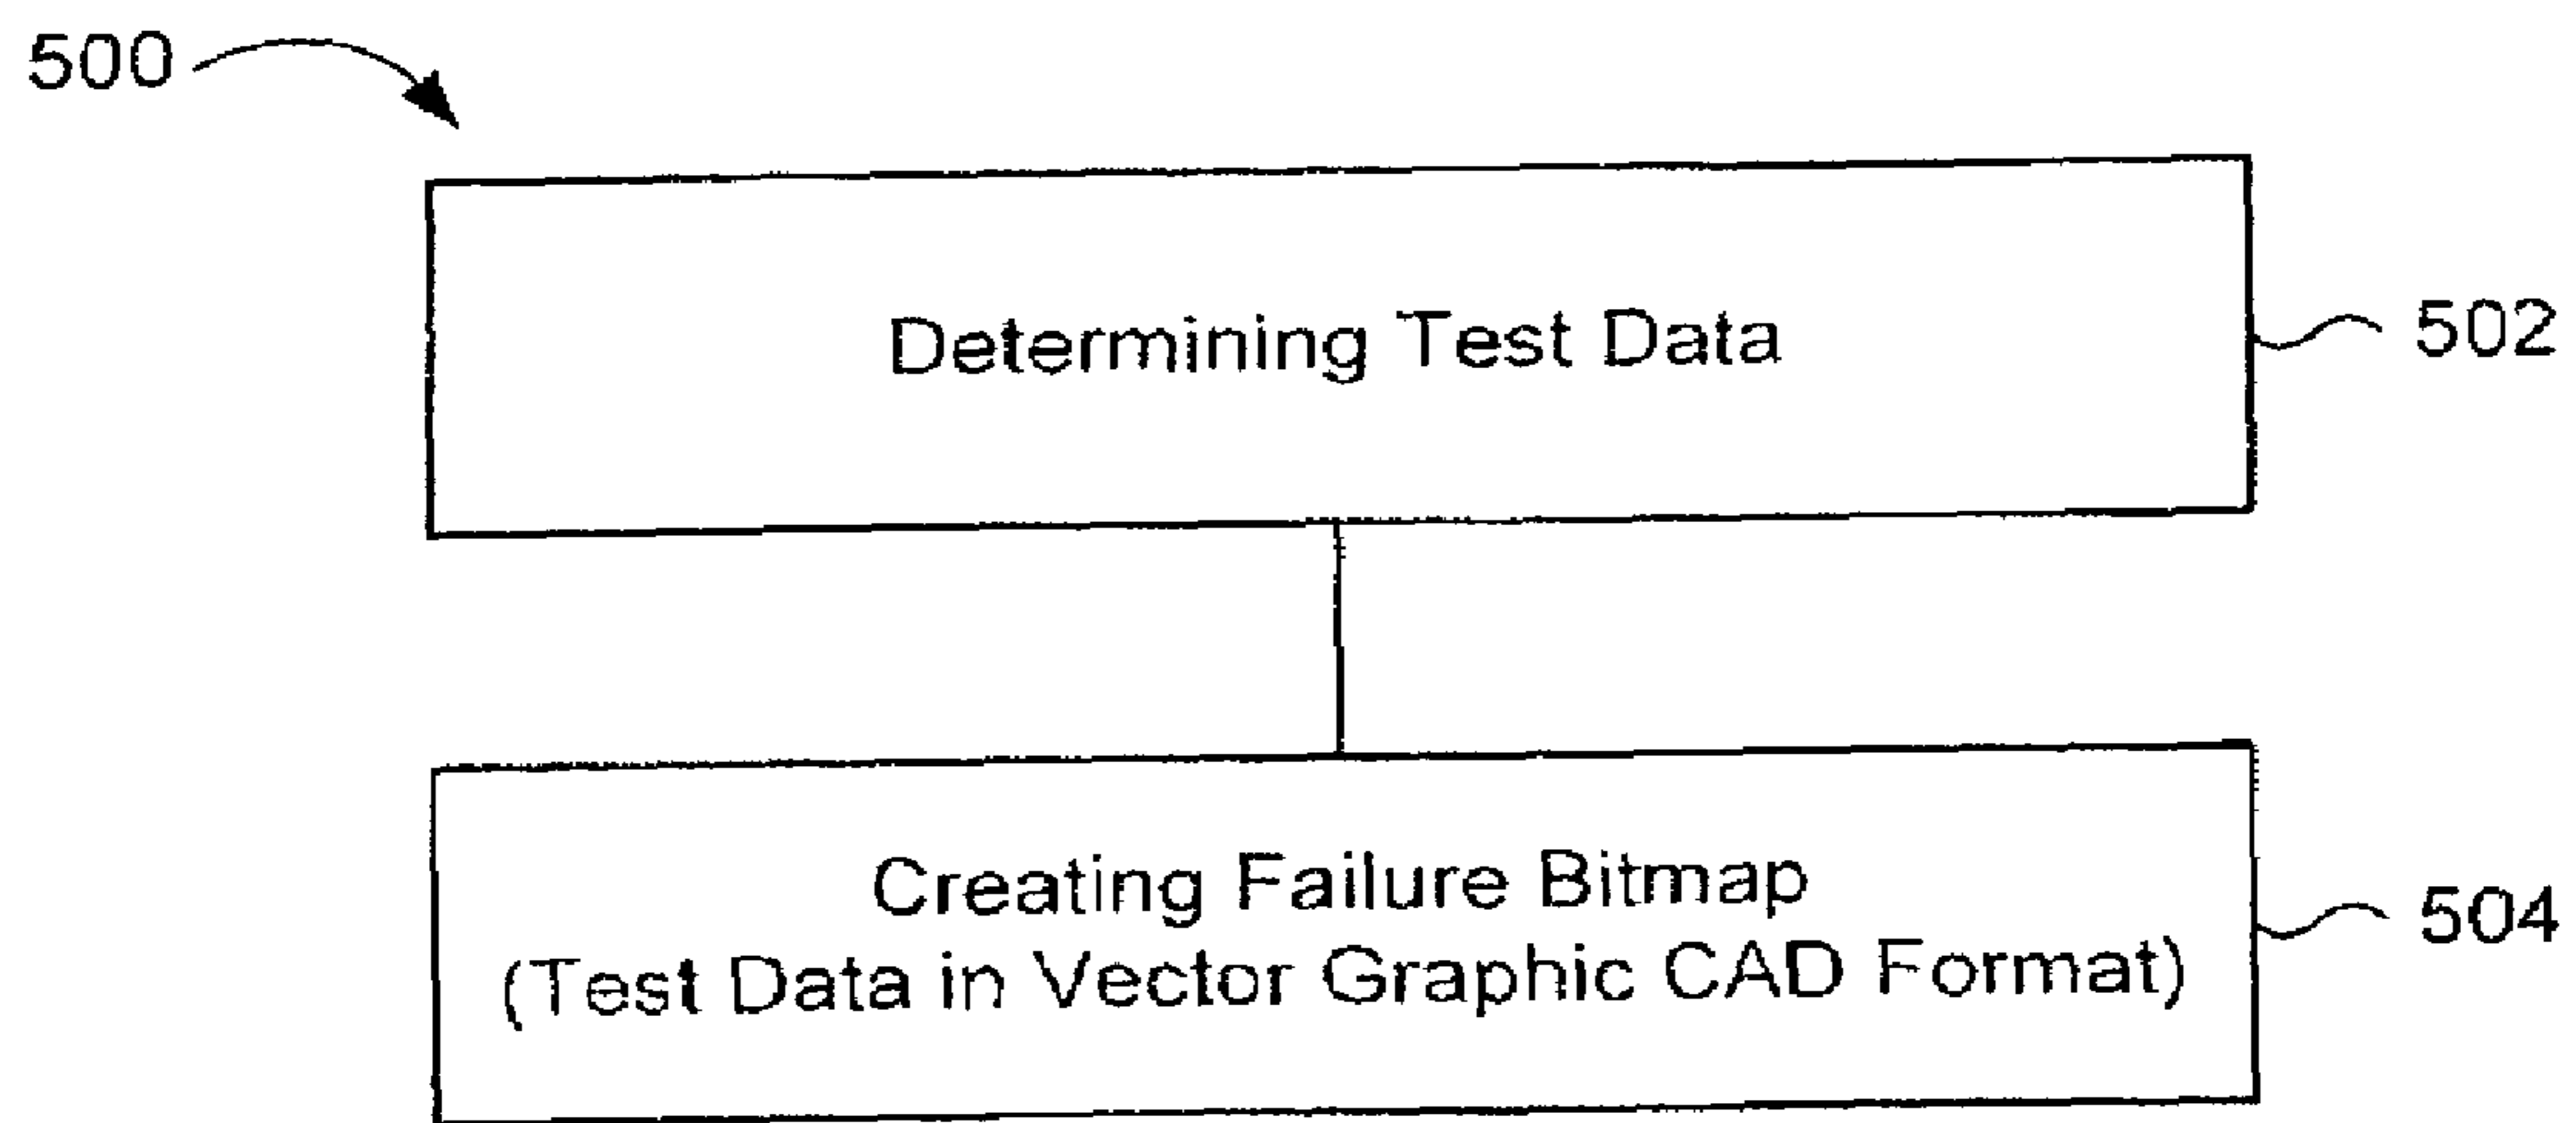 500
Determining Test Data
502
Creating Failure Bitmap
(Test Data in Vector Graphic CAD Format)
504